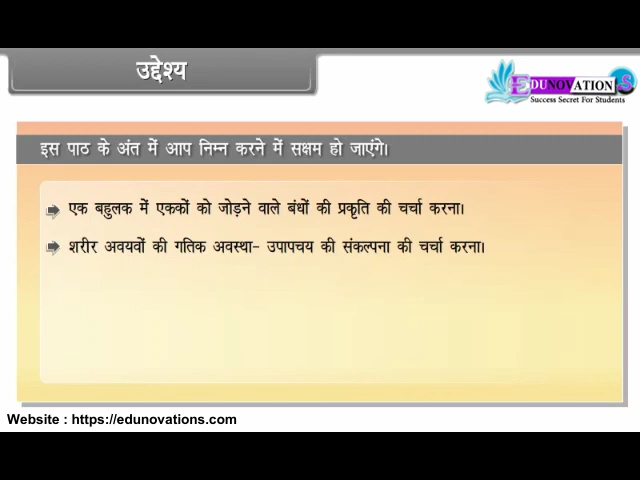 उद्देश्य
EDUNOVATIONS
Success Secret For Students
इस पाठ के अंत में आप निम्न करने में सक्षम हो जाएंगे।
एक बहुलक में एककों को जोड़ने वाले बंधों की प्रकृति की चर्चा करना।
शरीर अवयवों की गतिक अवस्था- उपापचय की संकल्पना की चर्चा करना।
Website : https://edunovations.com